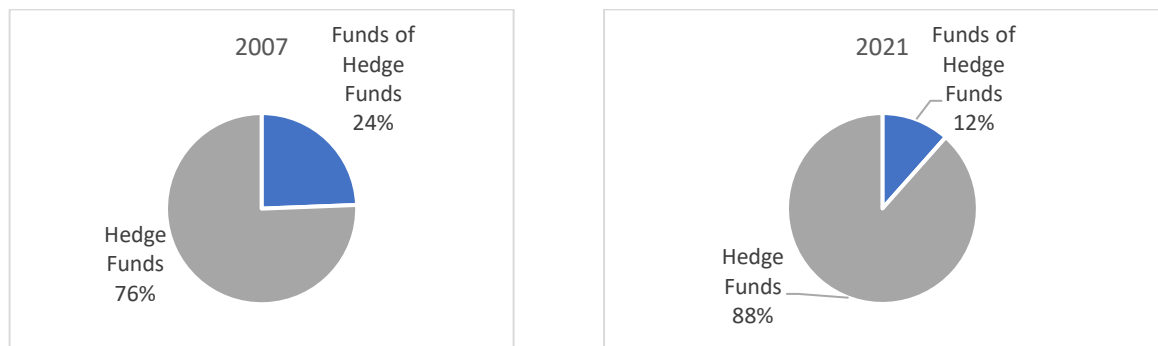 2007
Funds of
Hedge
Funds
24%
Hedge
Funds
76%
2021
Funds of
Hedge
Funds
12%
Hedge
Funds
88%